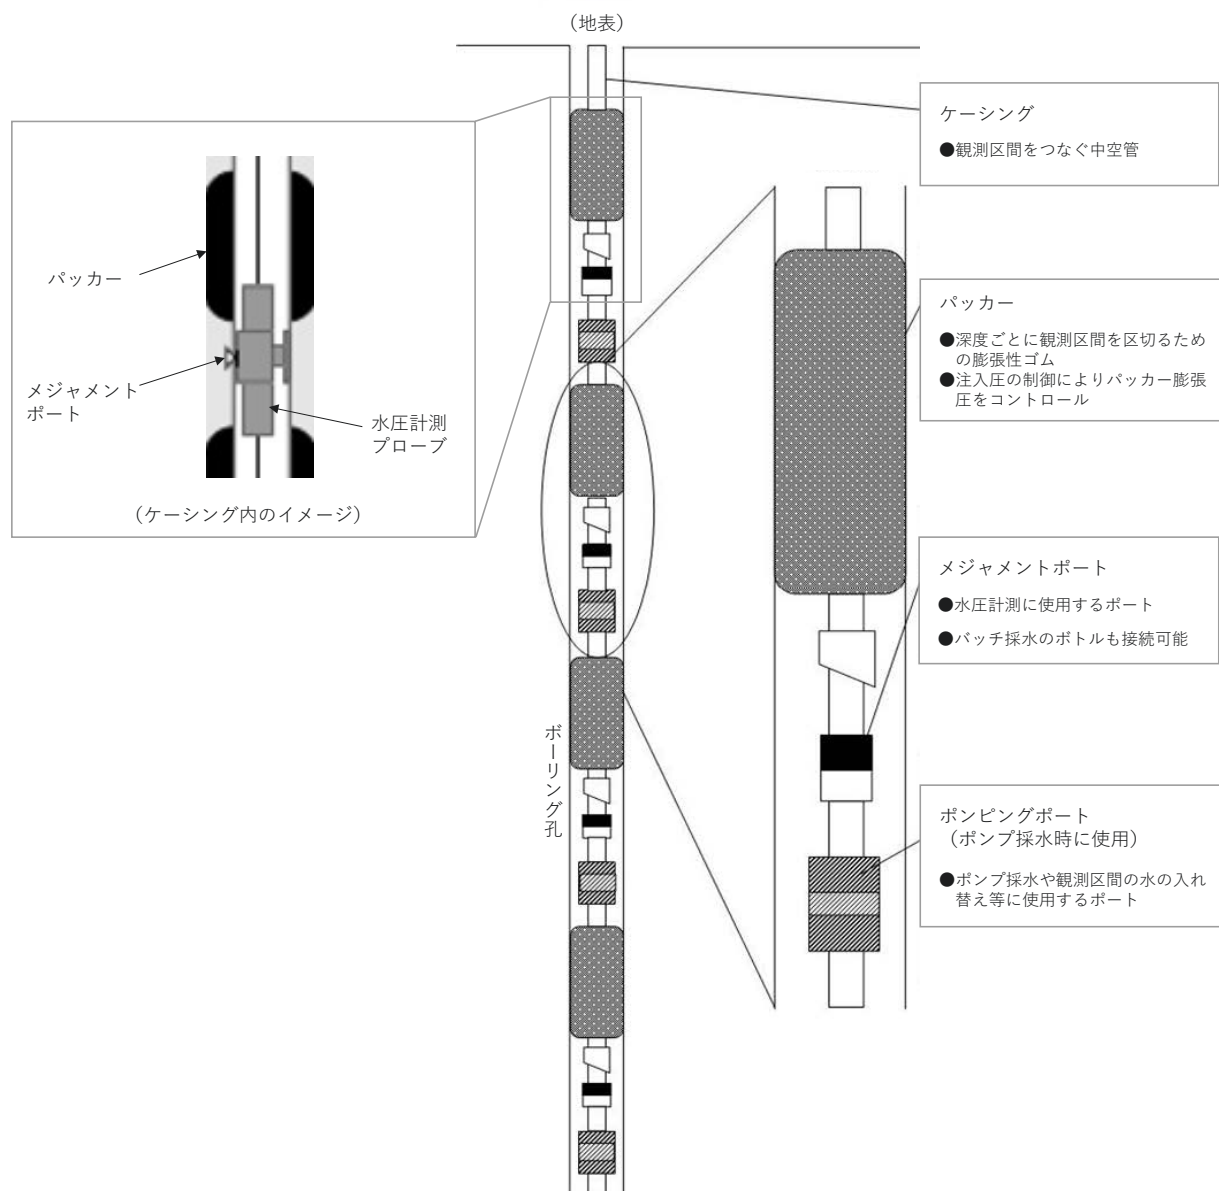 （地表）
パッカー
メジャメント
ポート
水圧計測
プローブ
（ケーシング内のイメージ）
ボーリング孔
ケーシング
●観測区間をつなぐ中空管
パッカー
●深度ごとに観測区間を区切るため
の膨張性ゴム
●注入圧の制御によりパッカー膨張
圧をコントロール
メジャメントポート
●水圧計測に使用するポート
●バッチ採水のボトルも接続可能
ポンピングポート
（ポンプ採水時に使用）
●ポンプ採水や観測区間の水の入れ
替え等に使用するポート